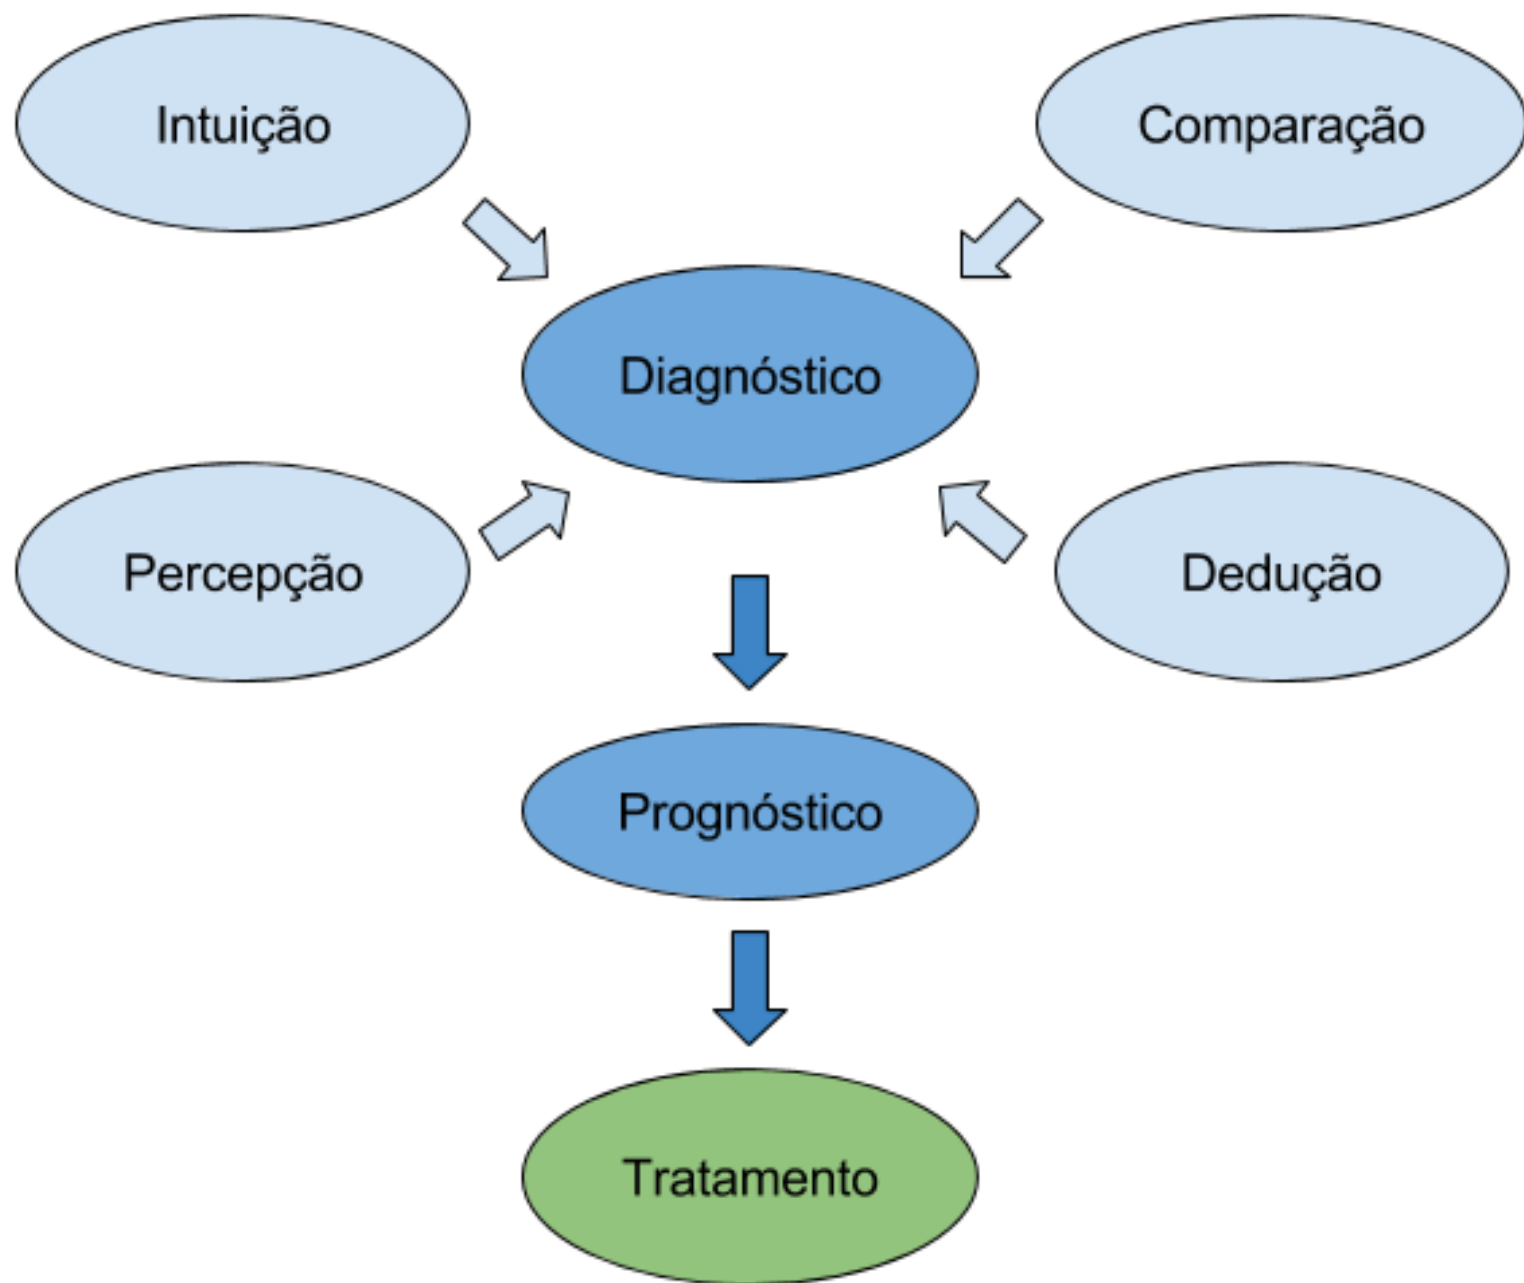 Intuição
Comparação
Diagnóstico
Percepção
Dedução
Prognóstico
Tratamento